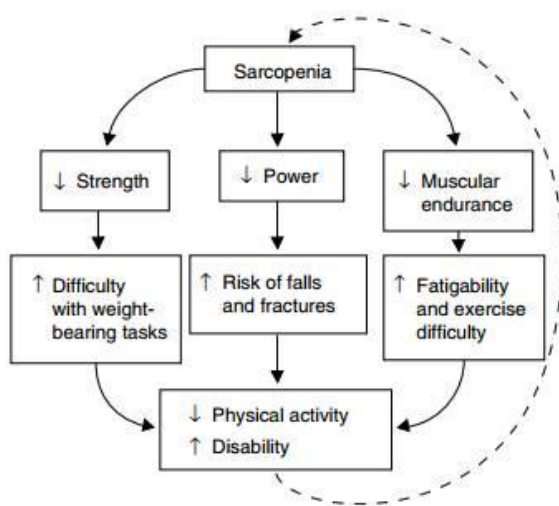 Sarcopenia
↓ Strength
↓ Power
↓ Muscular
endurance
↑ Difficulty
with weight-
bearing tasks
↑ Risk of falls
and fractures
↑ Fatigability
and exercise
difficulty
↓ Physical activity
↑ Disability